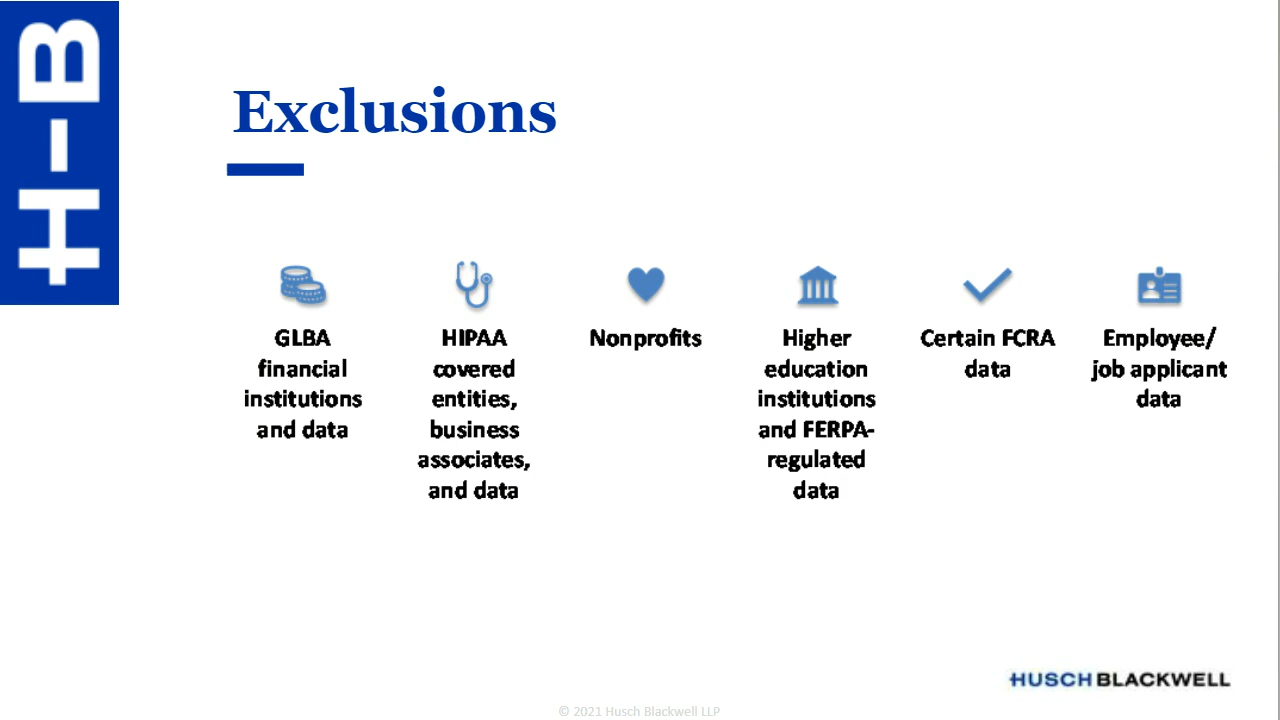 H-B
Exclusions
GLBA
financial
institutions
and data
HIPAA
covered
entities,
business
associates,
and data
Nonprofits
Higher
education
institutions
and FERPA-
regulated
data
Certain FCRA
data
Employee/
job applicant
data
HUSCH BLACKWELL
© 2021 Husch Blackwell LLP